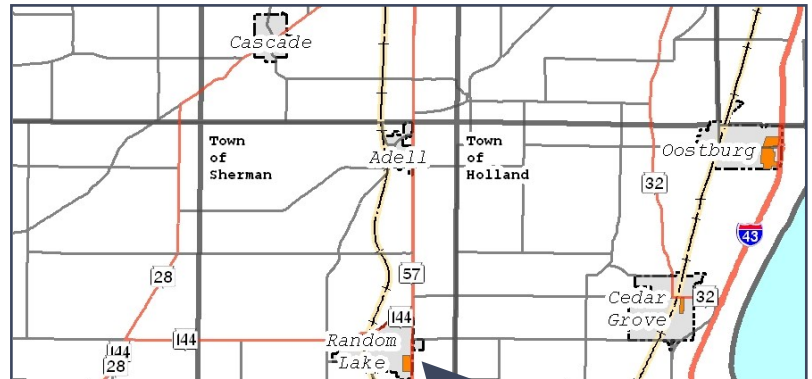 Cascade
Town
of
Sherman
Adell
Town
of
Holland
Oostburg
32
43
28
57
Cedar
Grove
32
144
Random
Lake
144
144
28